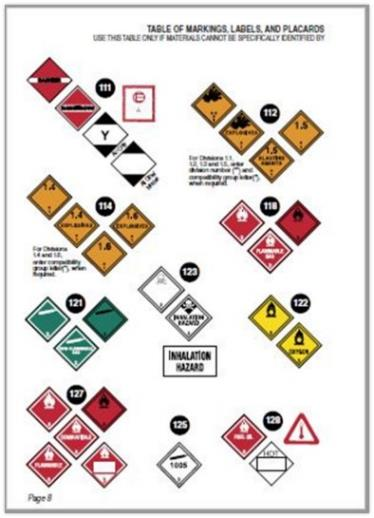 TABLE OF MARKINGS, LABELS, AND PLACARDS
USE THIS TABLE ONLY IF MATERIALS CANNOT BE SPECIFICALLY IDENTIFIED BY
DANGER
111
Y
112
1.5
EXPLOSIVES
1.5
BLASTING
AGENTS
For Divisions 1.1,
1.2, 1.3 and 1.5, enter
division number (**) and
compatibility group letter(*),
when required.
1.4
114
1.4
EXPLOSIVES
1.6
EXPLOSIVES
1.6
For Divisions
1.4 and 1.6,
enter compatibility
group letter(*), when
required.
118
FLAMMABLE
GAS
123
INHALATION
HAZARD
INHALATION
HAZARD
121
NON-FLAMMABLE
GAS
122
OXYGEN
127
COMBUSTIBLE
FLAMMABLE
125
1005
128
FUEL OIL
HOT
Page 8